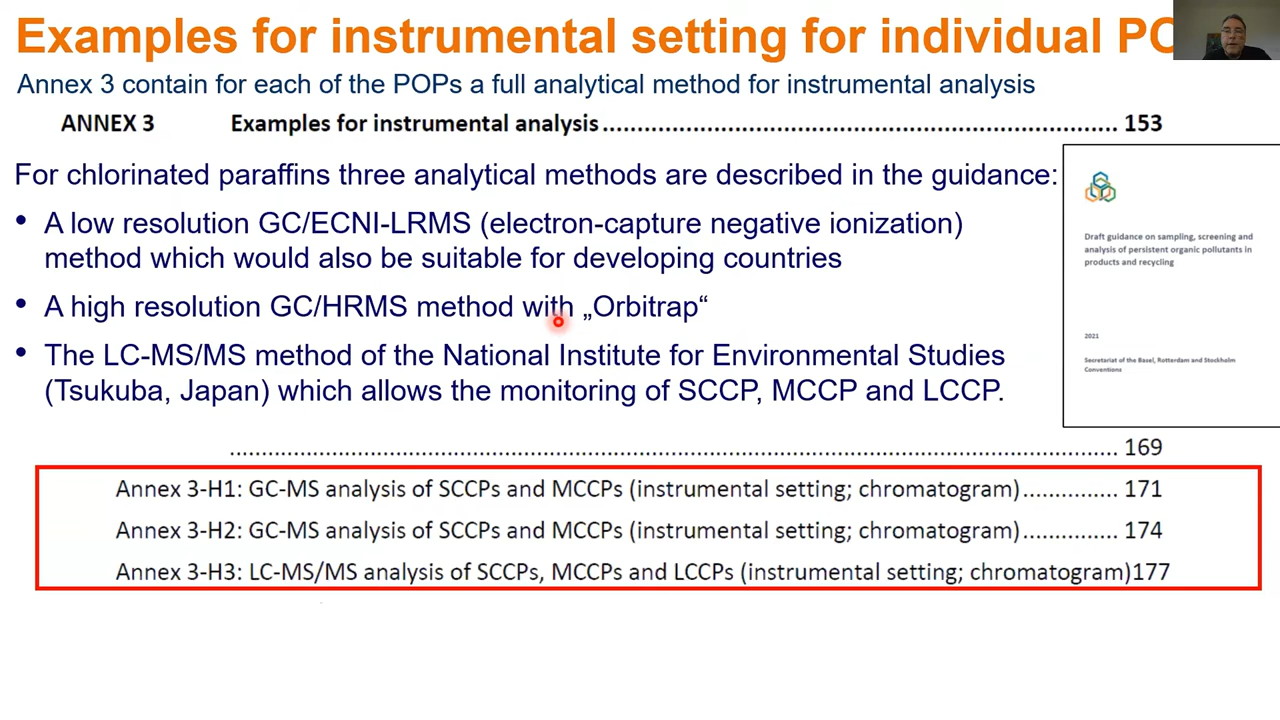 Examples for instrumental setting for individual PO
Annex 3 contain for each of the POPs a full analytical method for instrumental analysis
ANNEX 3 Examples for instrumental analysis.......................................................................................... 153
For chlorinated paraffins three analytical methods are described in the guidance:
• A low resolution GC/ECNI-LRMS (electron-capture negative ionization)
method which would also be suitable for developing countries
• A high resolution GC/HRMS method with „Orbitrap“
• The LC-MS/MS method of the National Institute for Environmental Studies
(Tsukuba, Japan) which allows the monitoring of SCCP, MCCP and LCCP.
Draft guidance on sampling, screening and
analysis of persistent organic pollutants in
products and recycling
2021
Secretariat of the Basel, Rotterdam and Stockholm
Conventions
.......................................................................................................................... 169
Annex 3-H1: GC-MS analysis of SCCPs and MCCPs (instrumental setting; chromatogram)............... 171
Annex 3-H2: GC-MS analysis of SCCPs and MCCPs (instrumental setting; chromatogram)............... 174
Annex 3-H3: LC-MS/MS analysis of SCCPs, MCCPs and LCCPs (instrumental setting; chromatogram)177